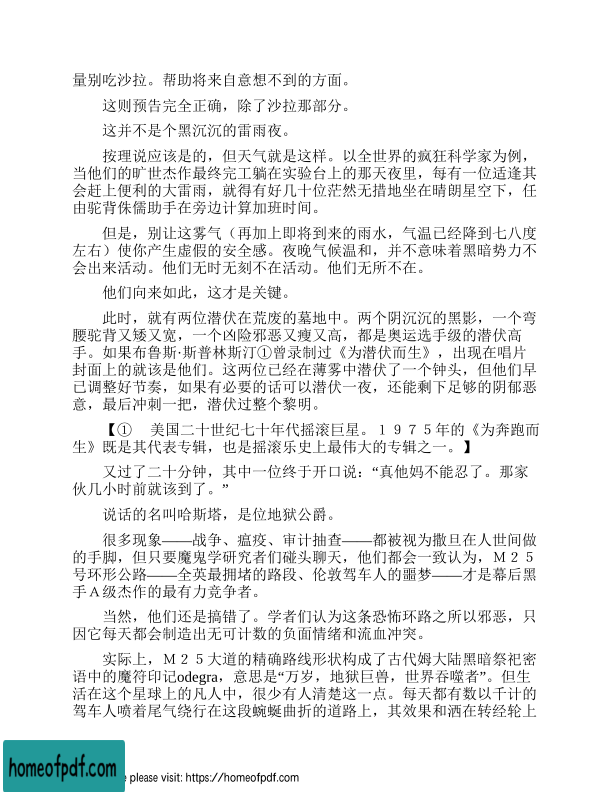 量别吃沙拉。帮助将来自意想不到的方面。
这则预告完全正确，除了沙拉那部分。
这并不是个黑沉沉的雷雨夜。
按理说应该是的，但天气就是这样。以全世界的疯狂科学家为例，
当他们的旷世杰作最终完工躺在实验台上的那天夜里，每有一位适逢其
会赶上便利的大雷雨，就得有好几十位茫然无措地坐在晴朗星空下，任
由驼背侏儒助手在旁边计算加班时间。
但是，别让这雾气（再加上即将到来的雨水，气温已经降到七八度
左右）使你产生虚假的安全感。夜晚气候温和，并不意味着黑暗势力不
会出来活动。他们无时无刻不在活动。他们无所不在。
他们向来如此，这才是关键。
此时，就有两位潜伏在荒废的墓地中。两个阴沉沉的黑影，一个弯
腰驼背又矮又宽，一个凶险邪恶又瘦又高，都是奥运选手级的潜伏高
手。如果布鲁斯·斯普林斯汀①曾录制过《为潜伏而生》，出现在唱片
封面上的就该是他们。这两位已经在薄雾中潜伏了一个钟头，但他们早
已调整好节奏，如果有必要的话可以潜伏一夜，还能剩下足够的阴郁恶
意，最后冲刺一把，潜伏过整个黎明。
【① 美国二十世纪七十年代摇滚巨星。１９７５年的《为奔跑而
生》既是其代表专辑，也是摇滚乐史上最伟大的专辑之一。】
又过了二十分钟，其中一位终于开口说：“真他妈不能忍了。那家
伙几小时前就该到了。”
说话的名叫哈斯塔，是位地狱公爵。
很多现象——战争、瘟疫、审计抽查——都被视为撒旦在人世间做
的手脚，但只要魔鬼学研究者们碰头聊天，他们都会一致认为，Ｍ２５
号环形公路——全英最拥堵的路段、伦敦驾车人的噩梦——才是幕后黑
手Ａ级杰作的最有力竞争者。
当然，他们还是搞错了。学者们认为这条恐怖环路之所以邪恶，只
因它每天都会制造出无可计数的负面情绪和流血冲突。
实际上，Ｍ２５大道的精确路线形状构成了古代姆大陆黑暗祭祀密
语中的魔符印记odegra，意思是“万岁，地狱巨兽，世界吞噬者”。但生
活在这个星球上的凡人中，很少有人清楚这一点。每天都有数以千计的
驾车人喷着尾气绕行在这段蜿蜒曲折的道路上，其效果和洒在转经轮上
homeofpdf.com
e please visit: https://homeofpdf.com